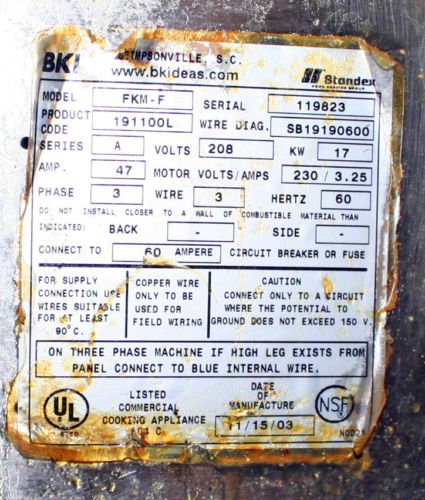 BKI SIMPSONVILLE, S.C.
www.bkideas.com Standex
MODEL FKM-F SERIAL 119823
PRODUCT CODE 191100L WIRE DIAG. SB19190600
SERIES A VOLTS 208 KW 17
AMP. 47 MOTOR VOLTS/AMPS 230/3.25
PHASE 3 WIRE 3 HERTZ 60
DO NOT INSTALL CLOSER TO A WALL OF COMBUSTIBLE MATERIAL THAN
INDICATED: BACK - SIDE -
CONNECT TO 60 AMPERE CIRCUIT BREAKER OR FUSE
FOR SUPPLY
CONNECTION USE
WIRES SUITABLE
FOR AT LEAST
90°C.
COPPER WIRE
ONLY TO BE
USED FOR
FIELD WIRING
CAUTION
CONNECT ONLY TO A CIRCUIT
WHERE THE POTENTIAL TO
GROUND DOES NOT EXCEED 150 V.
ON THREE PHASE MACHINE IF HIGH LEG EXISTS FROM
PANEL CONNECT TO BLUE INTERNAL WIRE.
UL
LISTED
COMMERCIAL
COOKING APPLIANCE
DATE
OF
MANUFACTURE
11/15/03
NSF